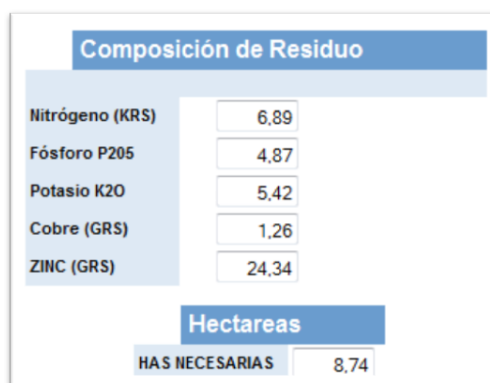 Composición de Residuo
Nitrógeno (KRS) 6,89
Fósforo P205 4,87
Potasio K2O 5,42
Cobre (GRS) 1,26
ZINC (GRS) 24,34
Hectareas
HAS NECESARIAS 8,74